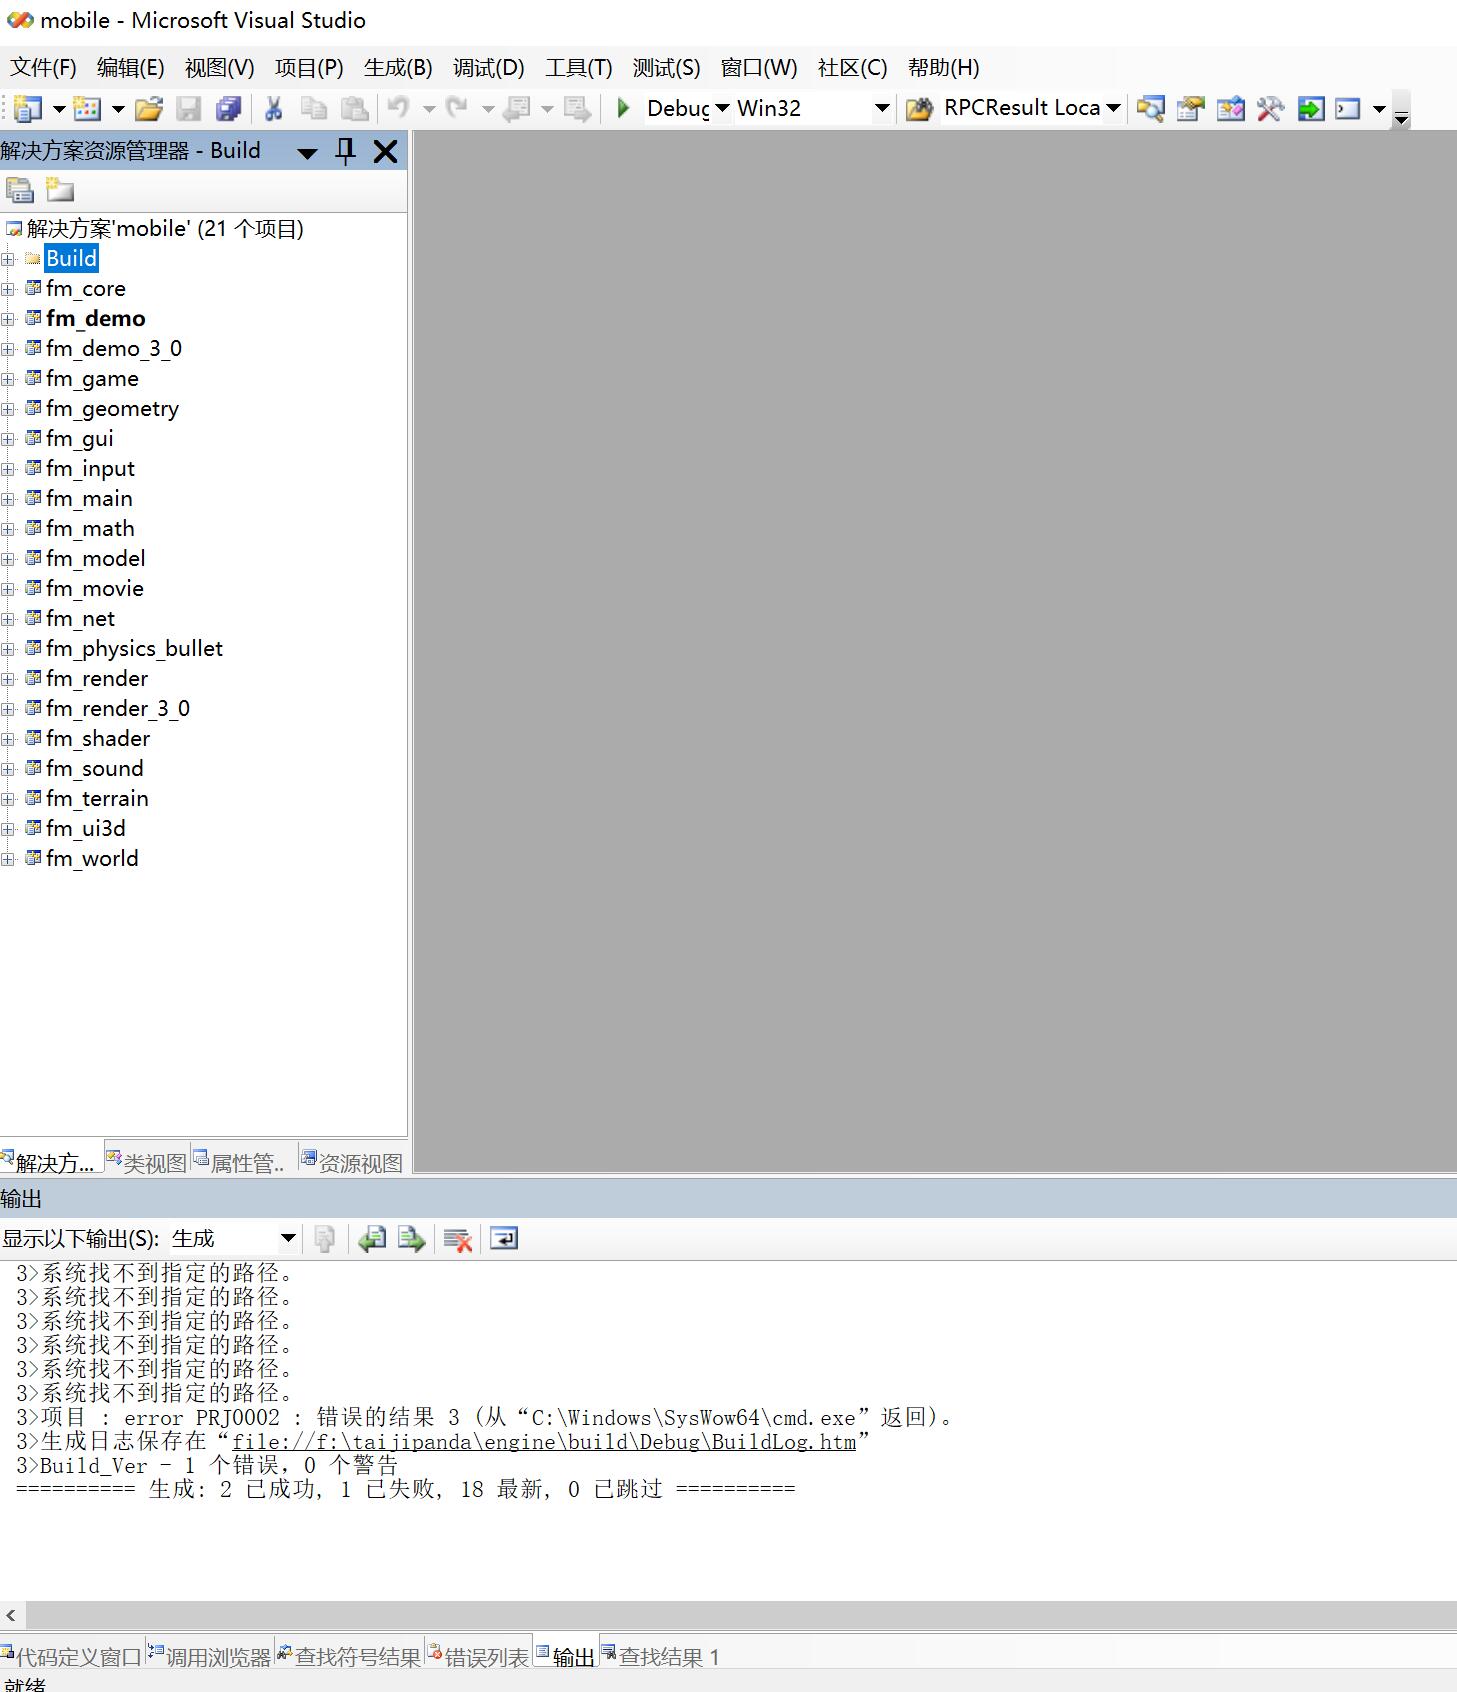 mobile - Microsoft Visual Studio
文件(F) 编辑(E) 视图(V) 项目(P) 生成(B) 调试(D) 工具(T) 测试(S) 窗口(W) 社区(C) 帮助(H)
Debug Win32 RPCResult Loca
解决方案资源管理器 - Build
解决方案'mobile' (21 个项目)
Build
fm_core
fm_demo
fm_demo_3_0
fm_game
fm_geometry
fm_gui
fm_input
fm_main
fm_math
fm_model
fm_movie
fm_net
fm_physics_bullet
fm_render
fm_render_3_0
fm_shader
fm_sound
fm_terrain
fm_ui3d
fm_world
解决方... 类视图 属性管.. 资源视图
输出
显示以下输出(S): 生成
3>系统找不到指定的路径。
3>系统找不到指定的路径。
3>系统找不到指定的路径。
3>系统找不到指定的路径。
3>系统找不到指定的路径。
3>系统找不到指定的路径。
3>项目 : error PRJ0002 : 错误的结果 3 (从“C:\Windows\SysWow64\cmd.exe”返回)。
3>生成日志保存在“file://f:\taijipanda\engine\build\Debug\BuildLog.htm”
3>Build_Ver - 1 个错误，0 个警告
========== 生成: 2 已成功, 1 已失败, 18 最新, 0 已跳过 ==========
代码定义窗口 调用浏览器 查找符号结果 错误列表 输出 查找结果 1
就绪